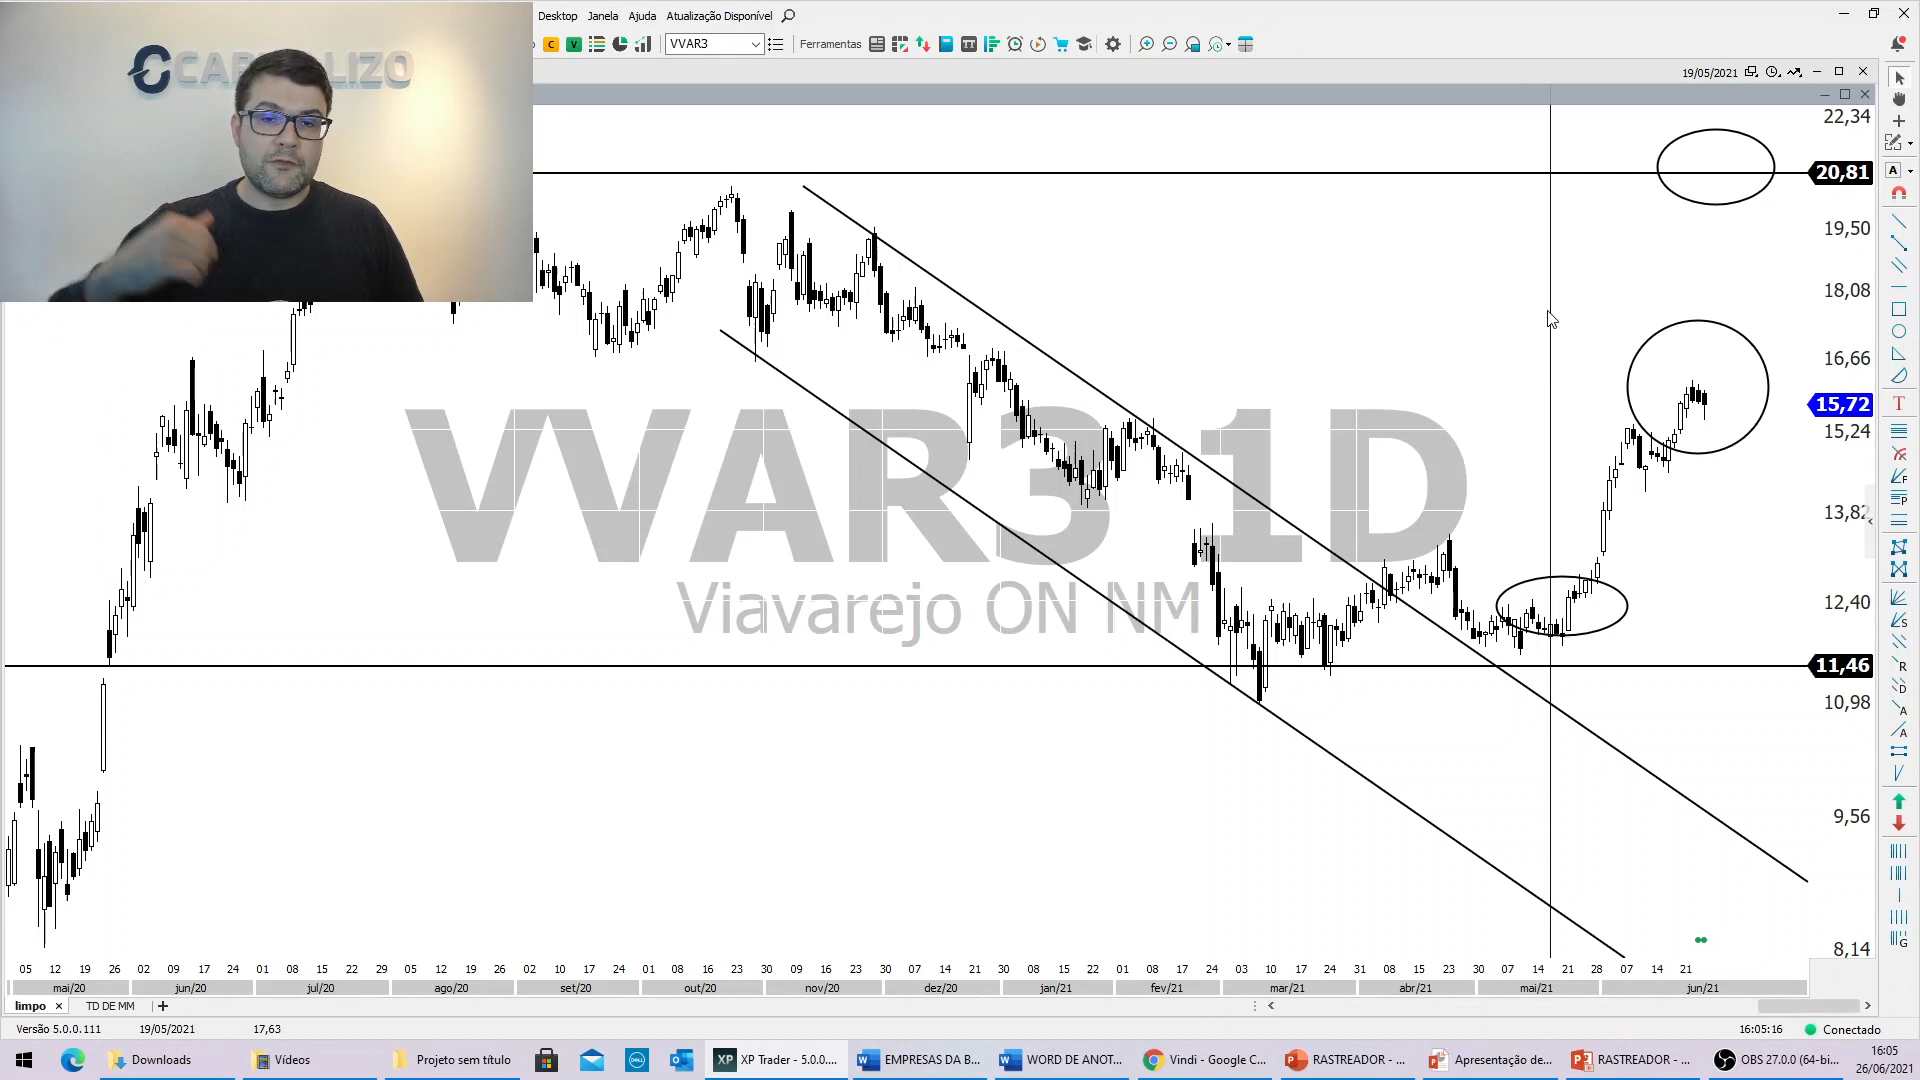 CAPITALIZO
Desktop Janela Ajuda Atualização Disponível
C V VVAR3 Ferramentas
19/05/2021
22,34
20,81
19,50
18,08
16,66
15,72
15,24
13,82
12,40
11,46
10,98
9,56
8,14
VVAR3 1D
Viavarejo ON NM
05 12 19 26 02 09 17 24 01 08 15 22 29 05 12 19 26 02 10 17 24 01 08 16 23 30 09 16 23 30 07 14 21 30 08 15 22 01 08 18 24 03 10 17 24 31 08 15 23 30 07 14 21 28 07 14 21
mai/20 jun/20 jul/20 ago/20 set/20 out/20 nov/20 dez/20 jan/21 fev/21 mar/21 abr/21 mai/21 jun/21
limpo TD DE MM
Versão 5.0.0.111 19/05/2021 17,63 16:05:16 Conectado
Downloads Vídeos Projeto sem título XP Trader - 5.0.0.... EMPRESAS DA B... WORD DE ANOT... Vindi - Google C... RASTREADOR - ... Apresentação de... RASTREADOR - ... OBS 27.0.0 (64-bi...
16:05
26/06/2021